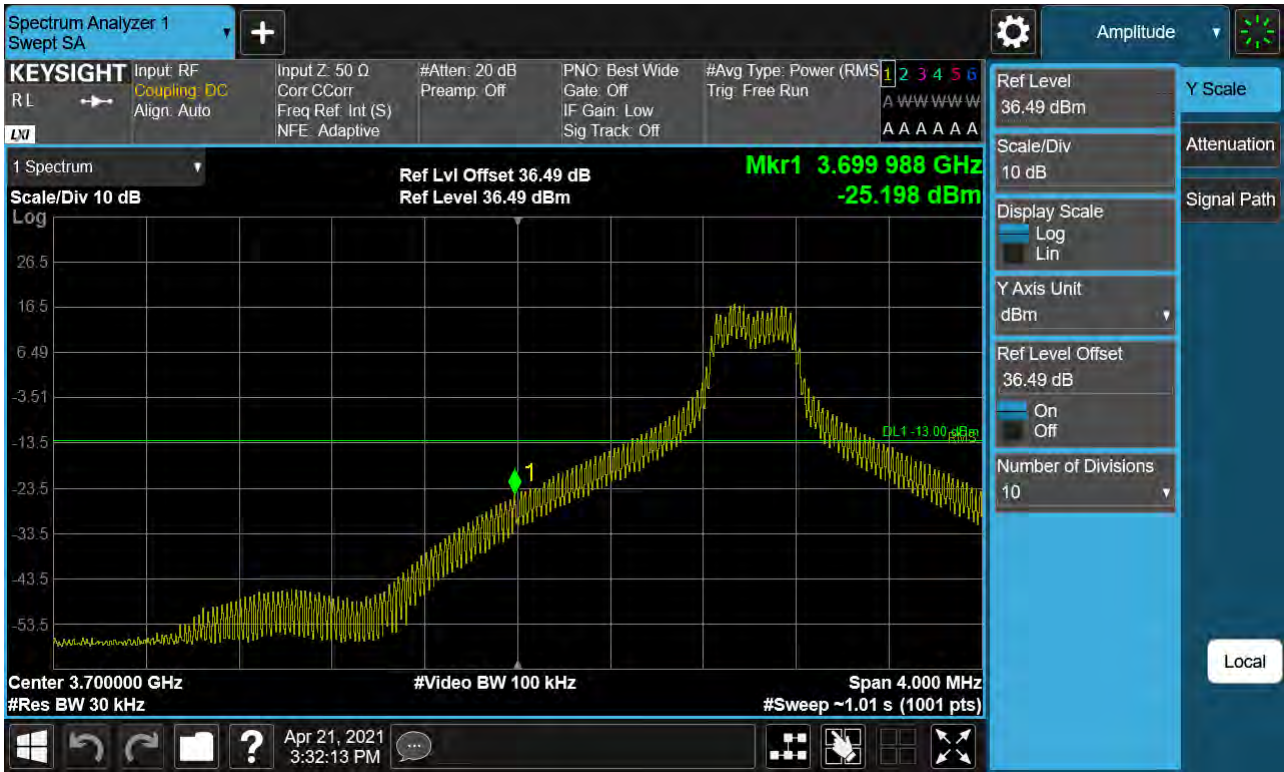 Spectrum Analyzer 1
Swept SA
Amplitude
KEYSIGHT
RL
LXI
Input: RF
Coupling: DC
Align: Auto
Input Z: 50 Ω
Corr CCorr
Freq Ref: Int (S)
NFE: Adaptive
#Atten: 20 dB
Preamp: Off
PNO: Best Wide
Gate: Off
IF Gain: Low
Sig Track: Off
#Avg Type: Power (RMS
Trig: Free Run
1 2 3 4 5 6
A W W W W W
A A A A A A
1 Spectrum
Scale/Div 10 dB
Log
Ref Lvl Offset 36.49 dB
Ref Level 36.49 dBm
Mkr1 3.699 988 GHz
-25.198 dBm
26.5
16.5
6.49
-3.51
-13.5
-23.5
-33.5
-43.5
-53.5
1
DL1 -13.00 dBm
RMS
Center 3.700000 GHz
#Res BW 30 kHz
#Video BW 100 kHz
Span 4.000 MHz
#Sweep ~1.01 s (1001 pts)
Ref Level
36.49 dBm
Scale/Div
10 dB
Display Scale
Log
Lin
Y Axis Unit
dBm
Ref Level Offset
36.49 dB
On
Off
Number of Divisions
10
Y Scale
Attenuation
Signal Path
Local
?
Apr 21, 2021
3:32:13 PM